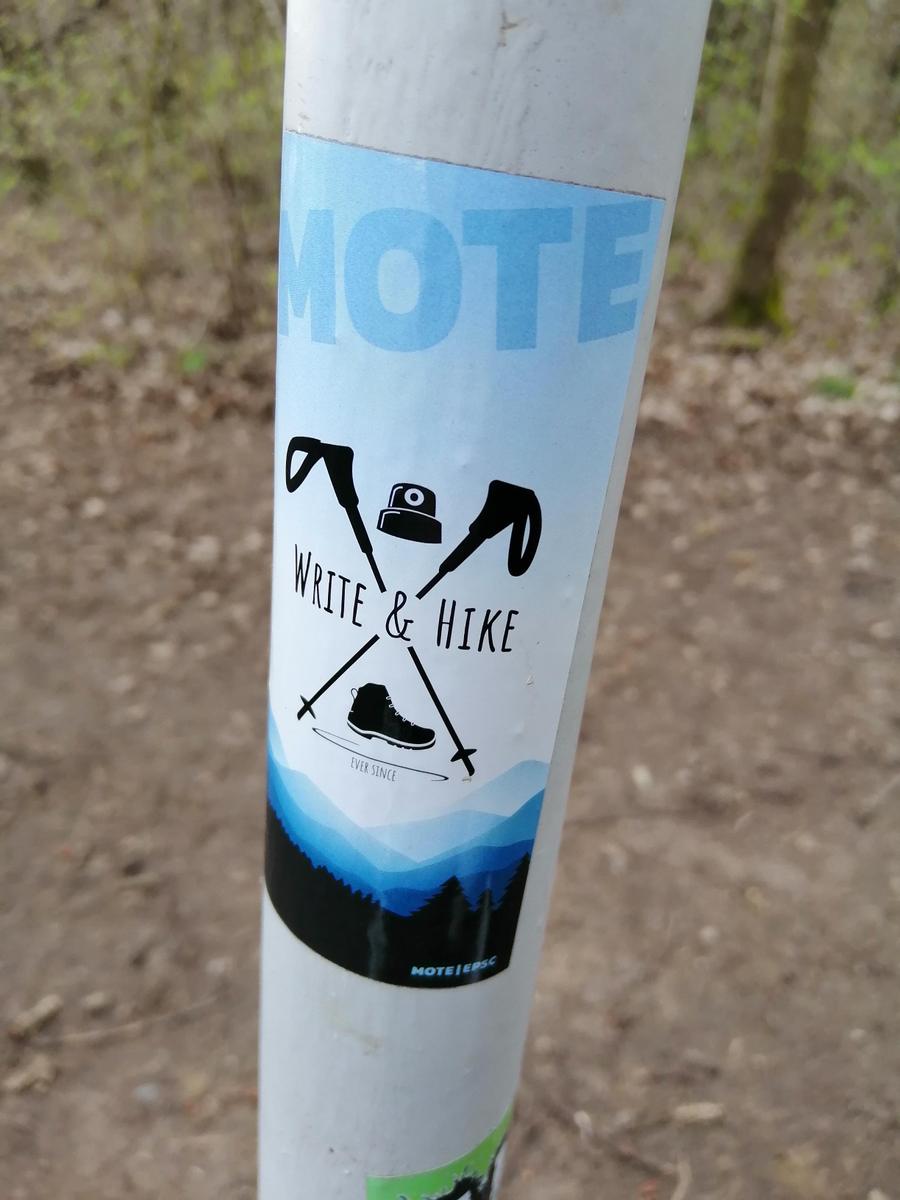 MOTE
WRITE & HIKE
EVER SINCE
MOTE|EPSC